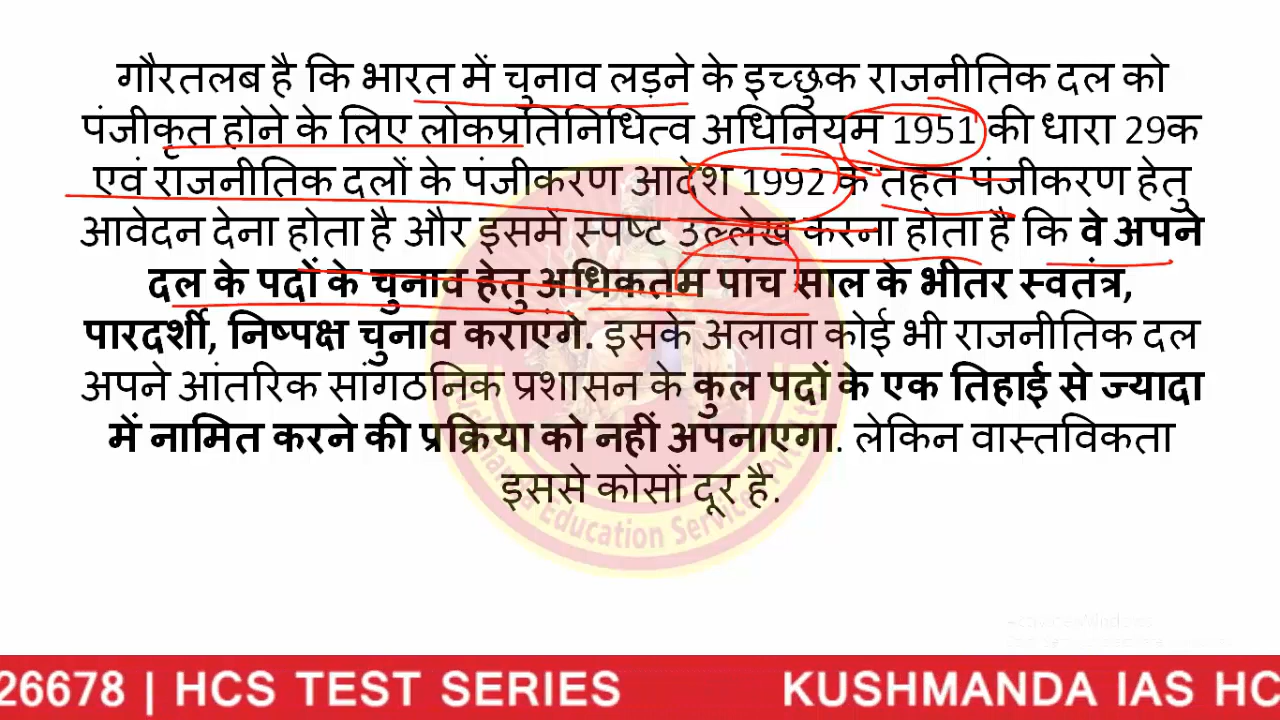 गौरतलब है कि भारत में चुनाव लड़ने के इच्छुक राजनीतिक दल को
पंजीकृत होने के लिए लोकप्रतिनिधित्व अधिनियम 1951 की धारा 29क
एवं राजनीतिक दलों के पंजीकरण आदेश 1992 के तहत पंजीकरण हेतु
आवेदन देना होता है और इसमें स्पष्ट उल्लेख करना होता है कि वे अपने
दल के पदों के चुनाव हेतु अधिकतम पांच साल के भीतर स्वतंत्र,
पारदर्शी, निष्पक्ष चुनाव कराएंगे. इसके अलावा कोई भी राजनीतिक दल
अपने आंतरिक सांगठनिक प्रशासन के कुल पदों के एक तिहाई से ज्यादा
में नामित करने की प्रक्रिया को नहीं अपनाएगा. लेकिन वास्तविकता
इससे कोसों दूर है.
Education Services
26678 | HCS TEST SERIES KUSHMANDA IAS HC